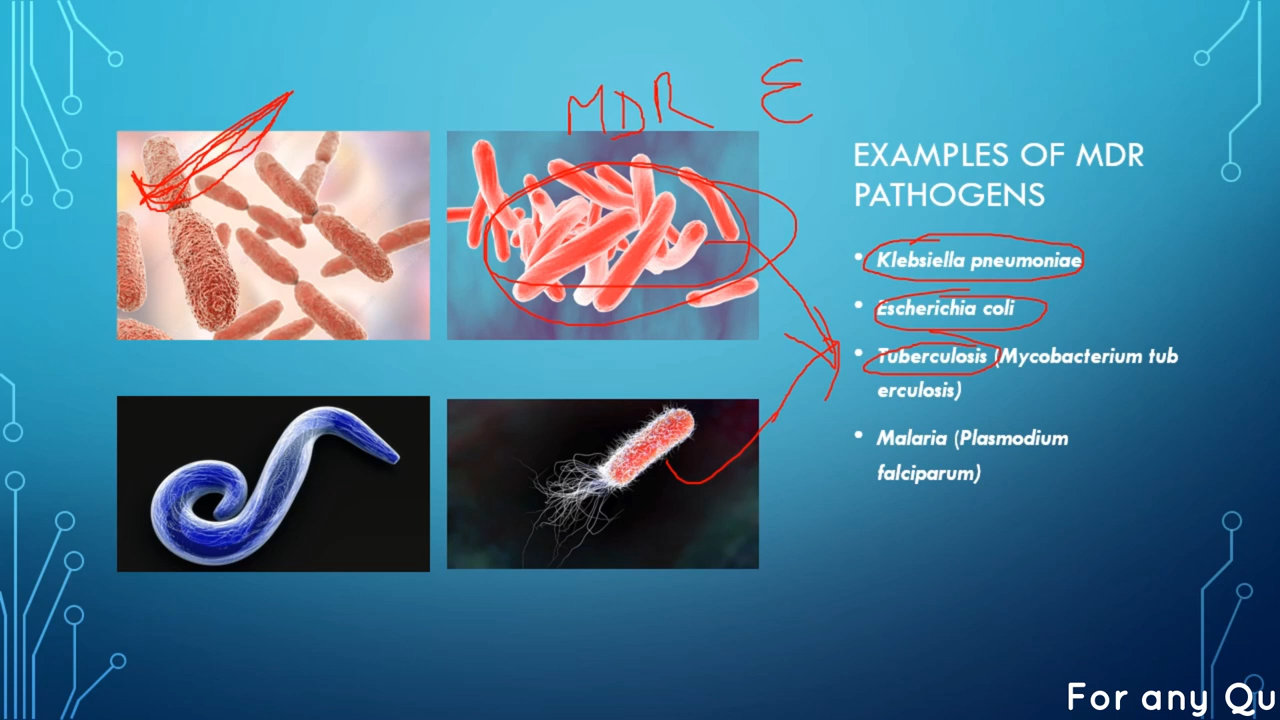 MDR E
EXAMPLES OF MDR
PATHOGENS
• Klebsiella pneumoniae
• Escherichia coli
• Tuberculosis (Mycobacterium tub
erculosis)
• Malaria (Plasmodium
falciparum)
For any Qu